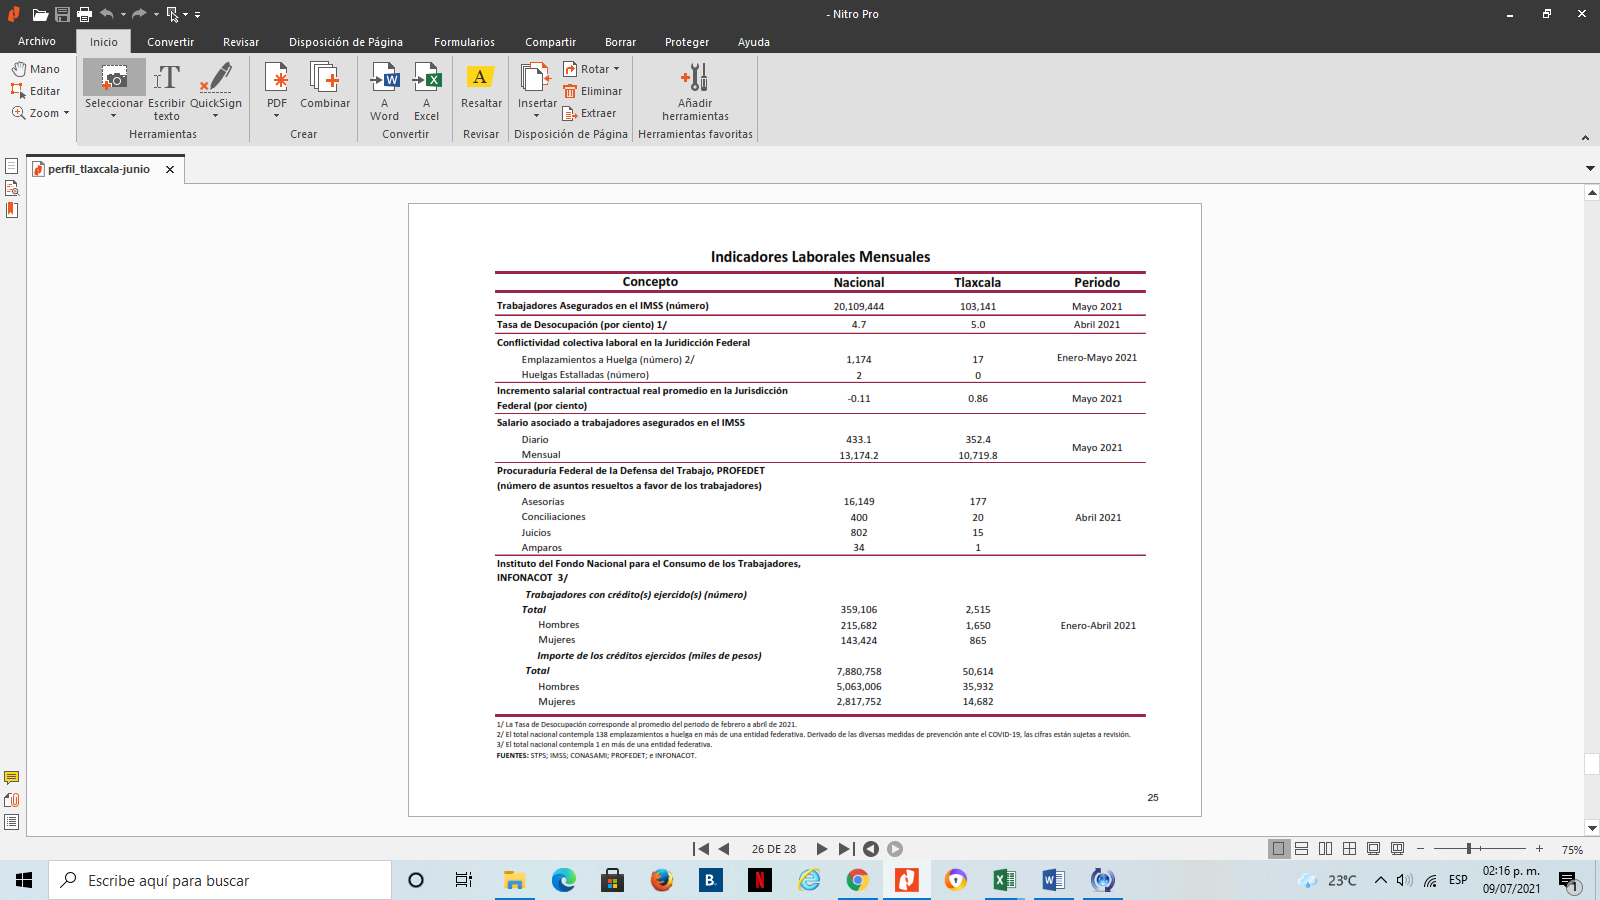 - Nitro Pro
Archivo Inicio Convertir Revisar Disposición de Página Formularios Compartir Borrar Proteger Ayuda
Mano
Editar
Zoom
Seleccionar Escribir texto QuickSign
Herramientas
PDF Combinar
Crear
A Word A Excel
Convertir
Resaltar
Revisar
Insertar Rotar Eliminar Extraer
Disposición de Página
Añadir herramientas
Herramientas favoritas
perfil_tlaxcala-junio
Indicadores Laborales Mensuales
Concepto Nacional Tlaxcala Periodo
Trabajadores Asegurados en el IMSS (número) 20,109,444 103,141 Mayo 2021
Tasa de Desocupación (por ciento) 1/ 4.7 5.0 Abril 2021
Conflictividad colectiva laboral en la Juridicción Federal
Enero-Mayo 2021
Emplazamientos a Huelga (número) 2/ 1,174 17
Huelgas Estalladas (número) 2 0
Incremento salarial contractual real promedio en la Jurisdicción
Federal (por ciento) -0.11 0.86 Mayo 2021
Salario asociado a trabajadores asegurados en el IMSS
Diario 433.1 352.4
Mayo 2021
Mensual 13,174.2 10,719.8
Procuraduría Federal de la Defensa del Trabajo, PROFEDET
(número de asuntos resueltos a favor de los trabajadores)
Asesorías 16,149 177
Conciliaciones 400 20 Abril 2021
Juicios 802 15
Amparos 34 1
Instituto del Fondo Nacional para el Consumo de los Trabajadores,
INFONACOT 3/
Trabajadores con crédito(s) ejercido(s) (número)
Total 359,106 2,515
Hombres 215,682 1,650 Enero-Abril 2021
Mujeres 143,424 865
Importe de los créditos ejercidos (miles de pesos)
Total 7,880,758 50,614
Hombres 5,063,006 35,932
Mujeres 2,817,752 14,682
1/ La Tasa de Desocupación corresponde al promedio del periodo de febrero a abril de 2021.
2/ El total nacional contempla 138 emplazamientos a huelga en más de una entidad federativa. Derivado de las diversas medidas de prevención ante el COVID-19, las cifras están sujetas a revisión.
3/ El total nacional contempla 1 en más de una entidad federativa.
FUENTES: STPS; IMSS; CONASAMI; PROFEDET; e INFONACOT.
25
26 DE 28
75%
Escribe aquí para buscar
B.
N
23°C
ESP
02:16 p. m.
09/07/2021
1